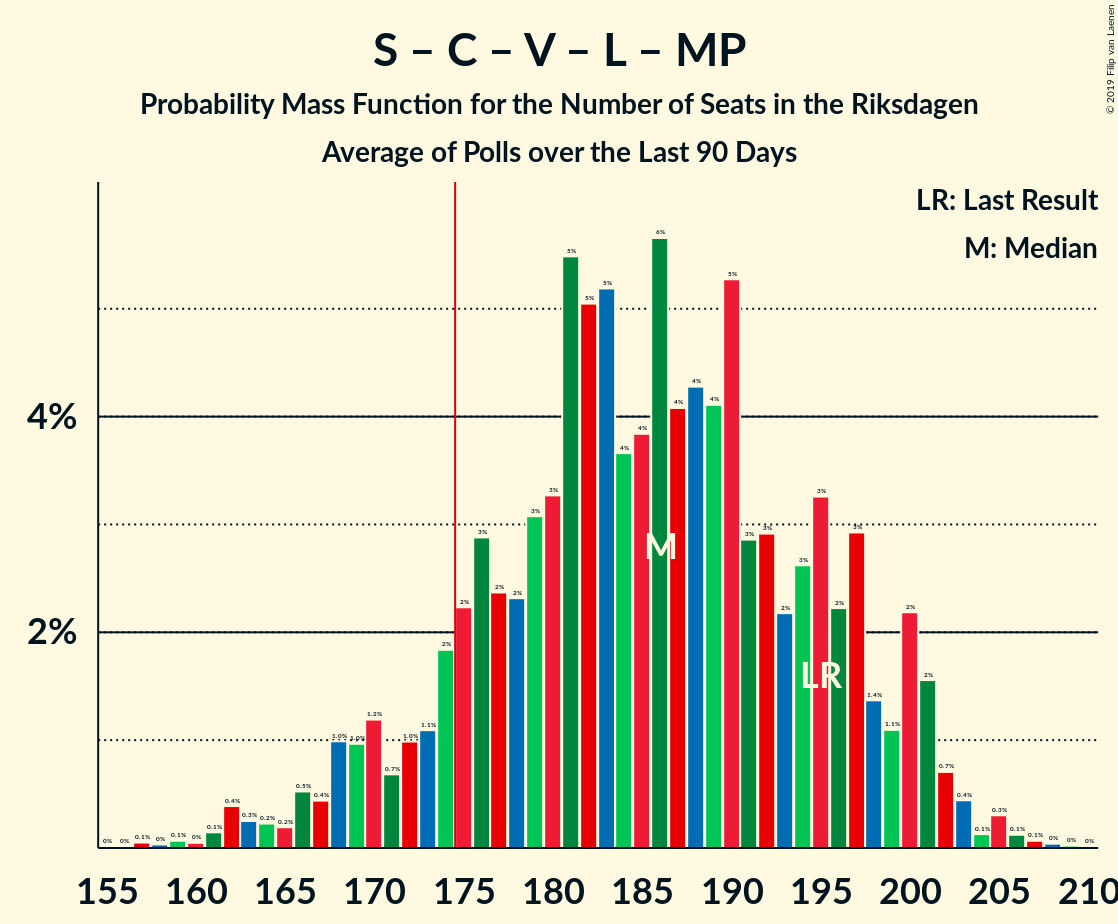 S – C – V – L – MP
Probability Mass Function for the Number of Seats in the Riksdagen
Average of Polls over the Last 90 Days
© 2019 Filip van Laenen
LR: Last Result
M: Median
4%
2%
0% 0% 0.1% 0% 0.1% 0% 0.1% 0.4% 0.3% 0.2% 0.2% 0.5% 0.4% 1.0% 1.0% 1.2% 0.7% 1.0% 1.1% 2% 2% 3% 2% 2% 3% 3% 5% 5% 5% 4% 4% 6% 4% 4% 4% 5% 3% 3% 2% 3% 3% 2% 3% 1.4% 1.1% 2% 2% 0.7% 0.4% 0.1% 0.3% 0.1% 0.1% 0% 0% 0%
M
LR
155 160 165 170 175 180 185 190 195 200 205 210